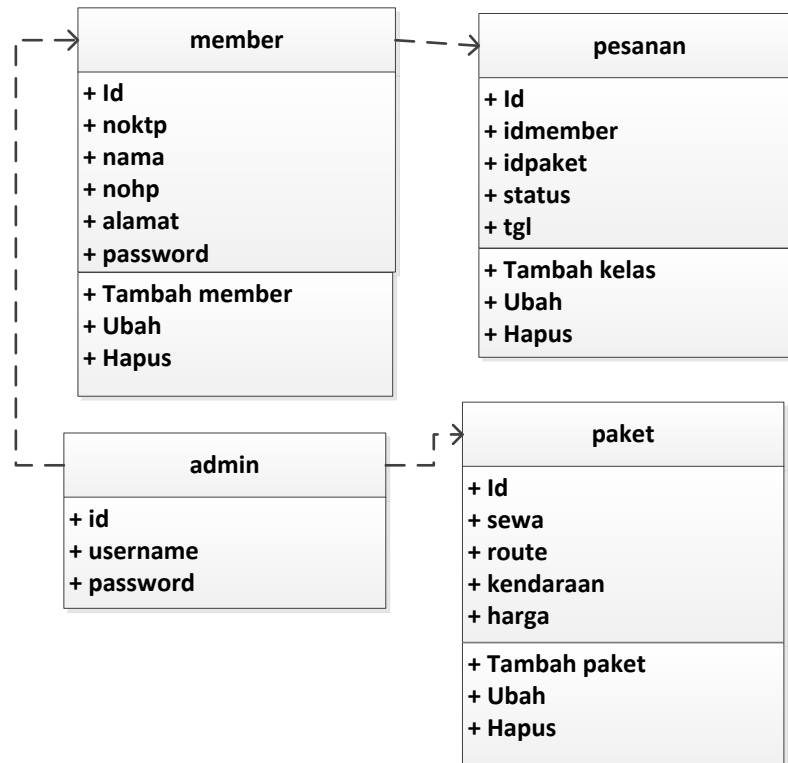 member
+ Id
+ noktp
+ nama
+ nohp
+ alamat
+ password
+ Tambah member
+ Ubah
+ Hapus
pesanan
+ Id
+ idmember
+ idpaket
+ status
+ tgl
+ Tambah kelas
+ Ubah
+ Hapus
admin
+ id
+ username
+ password
paket
+ Id
+ sewa
+ route
+ kendaraan
+ harga
+ Tambah paket
+ Ubah
+ Hapus